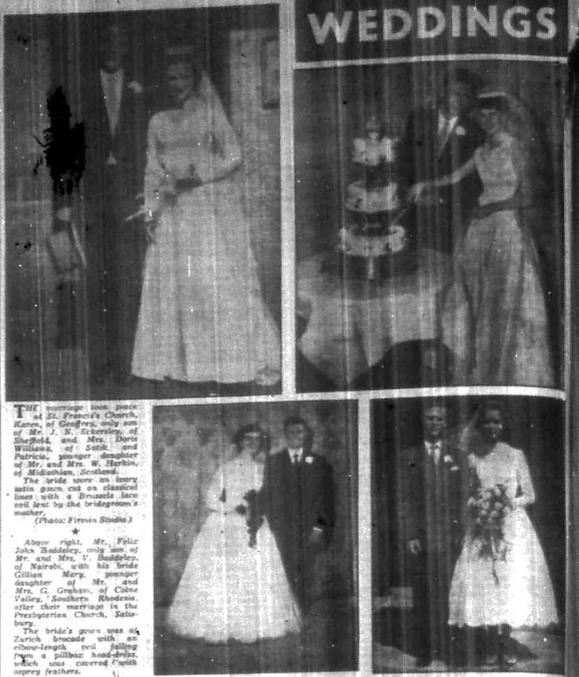 WEDDINGS
THE marriage took place
at St. Francis's Church,
Karen, of Geoffrey, only son
of Mr. J. N. Eckersley, of
Sheffield, and Mrs. Doris
Williams, of Sotik, and
Patricia, younger daughter
of Mr. and Mrs. W. Harkin,
of Midlothian, Scotland.
The bride wore an ivory
satin gown cut on classical
lines with a Brussels lace
veil lent by the bridegroom's
mother.
(Photo: Firmin Studio.)
★
Above right, Mr. Felix
John Baddeley, only son of
Mr. and Mrs. V. Baddeley,
of Nairobi, with his bride
Gillian Mary, younger
daughter of Mr. and
Mrs. G. Graham, of Colne
Valley, Southern Rhodesia,
after their marriage in the
Presbyterian Church, Salis-
bury.
The bride's gown was of
Zurich brocade with an
elbow-length veil falling
from a pillbox head-dress,
which was covered with
osprey feathers.